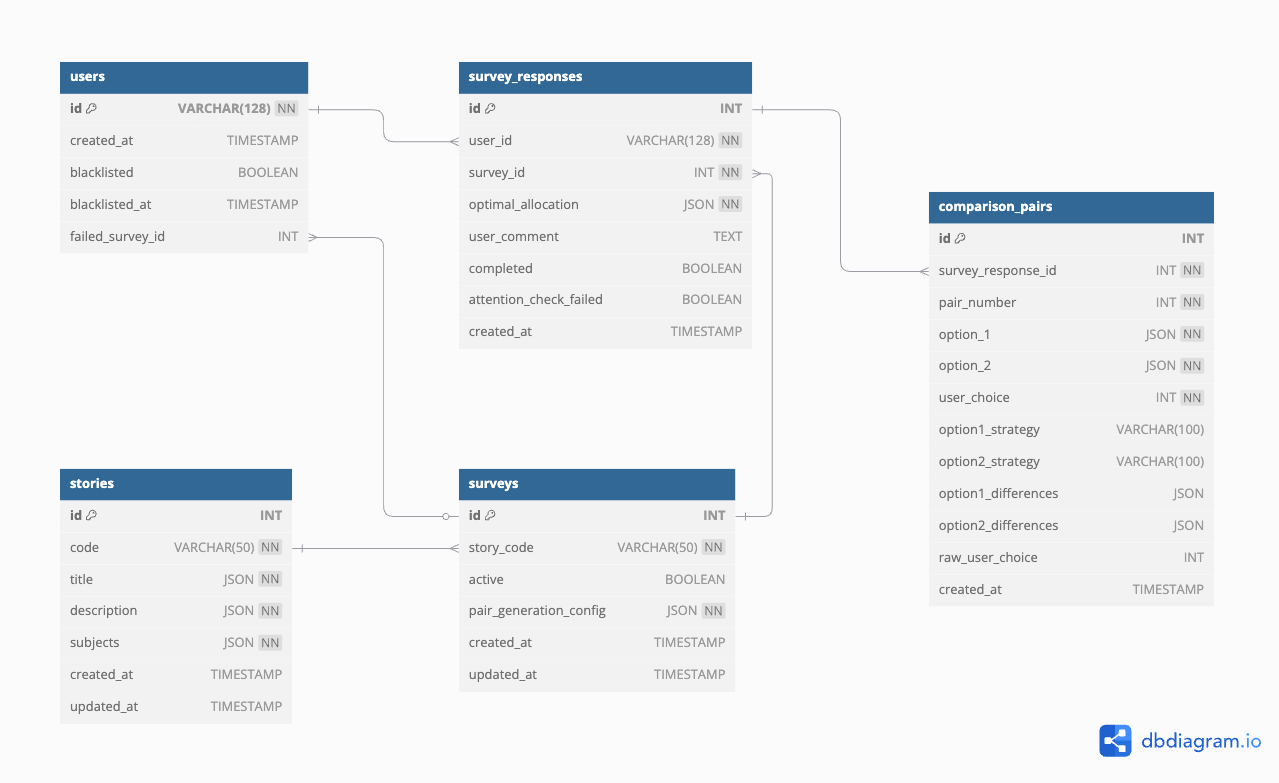 users
id VARCHAR(128) NN
created_at TIMESTAMP
blacklisted BOOLEAN
blacklisted_at TIMESTAMP
failed_survey_id INT
survey_responses
id INT
user_id VARCHAR(128) NN
survey_id INT NN
optimal_allocation JSON NN
user_comment TEXT
completed BOOLEAN
attention_check_failed BOOLEAN
created_at TIMESTAMP
comparison_pairs
id INT
survey_response_id INT NN
pair_number INT NN
option_1 JSON NN
option_2 JSON NN
user_choice INT NN
option1_strategy VARCHAR(100)
option2_strategy VARCHAR(100)
option1_differences JSON
option2_differences JSON
raw_user_choice INT
created_at TIMESTAMP
stories
id INT
code VARCHAR(50) NN
title JSON NN
description JSON NN
subjects JSON NN
created_at TIMESTAMP
updated_at TIMESTAMP
surveys
id INT
story_code VARCHAR(50) NN
active BOOLEAN
pair_generation_config JSON NN
created_at TIMESTAMP
updated_at TIMESTAMP
dbdiagram.io